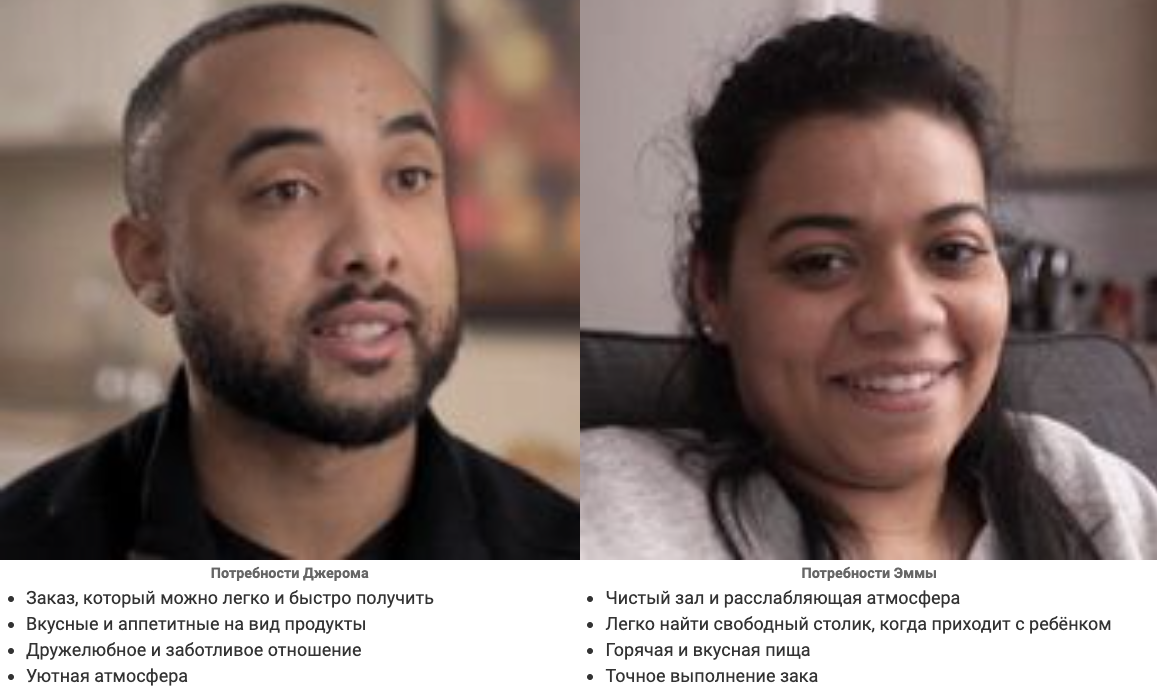 Потребности Джерома
Заказ, который можно легко и быстро получить
Вкусные и аппетитные на вид продукты
Дружелюбное и заботливое отношение
Уютная атмосфера
Потребности Эммы
Чистый зал и расслабляющая атмосфера
Легко найти свободный столик, когда приходит с ребёнком
Горячая и вкусная пища
Точное выполнение зака